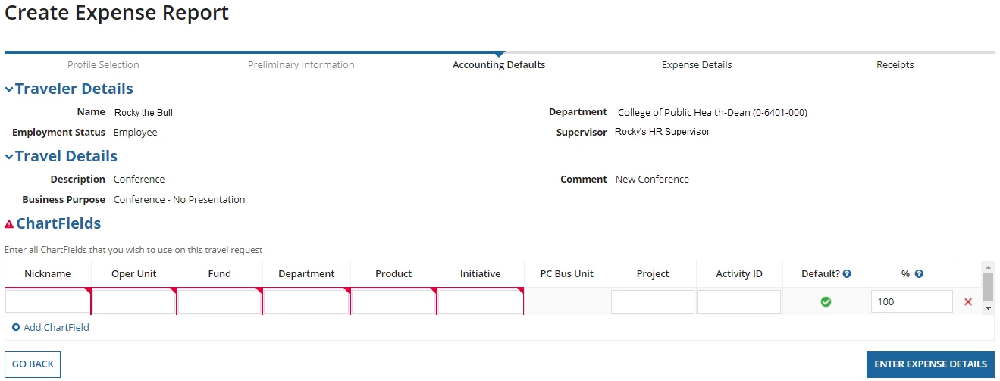 Create Expense Report
Profile Selection Preliminary Information Accounting Defaults Expense Details Receipts
Traveler Details
Name Rocky the Bull Department College of Public Health-Dean (0-6401-000)
Employment Status Employee Supervisor Rocky's HR Supervisor
Travel Details
Description Conference Comment New Conference
Business Purpose Conference - No Presentation
ChartFields
Enter all ChartFields that you wish to use on this travel request
Nickname Oper Unit Fund Department Product Initiative PC Bus Unit Project Activity ID Default? %
100
Add ChartField
GO BACK ENTER EXPENSE DETAILS